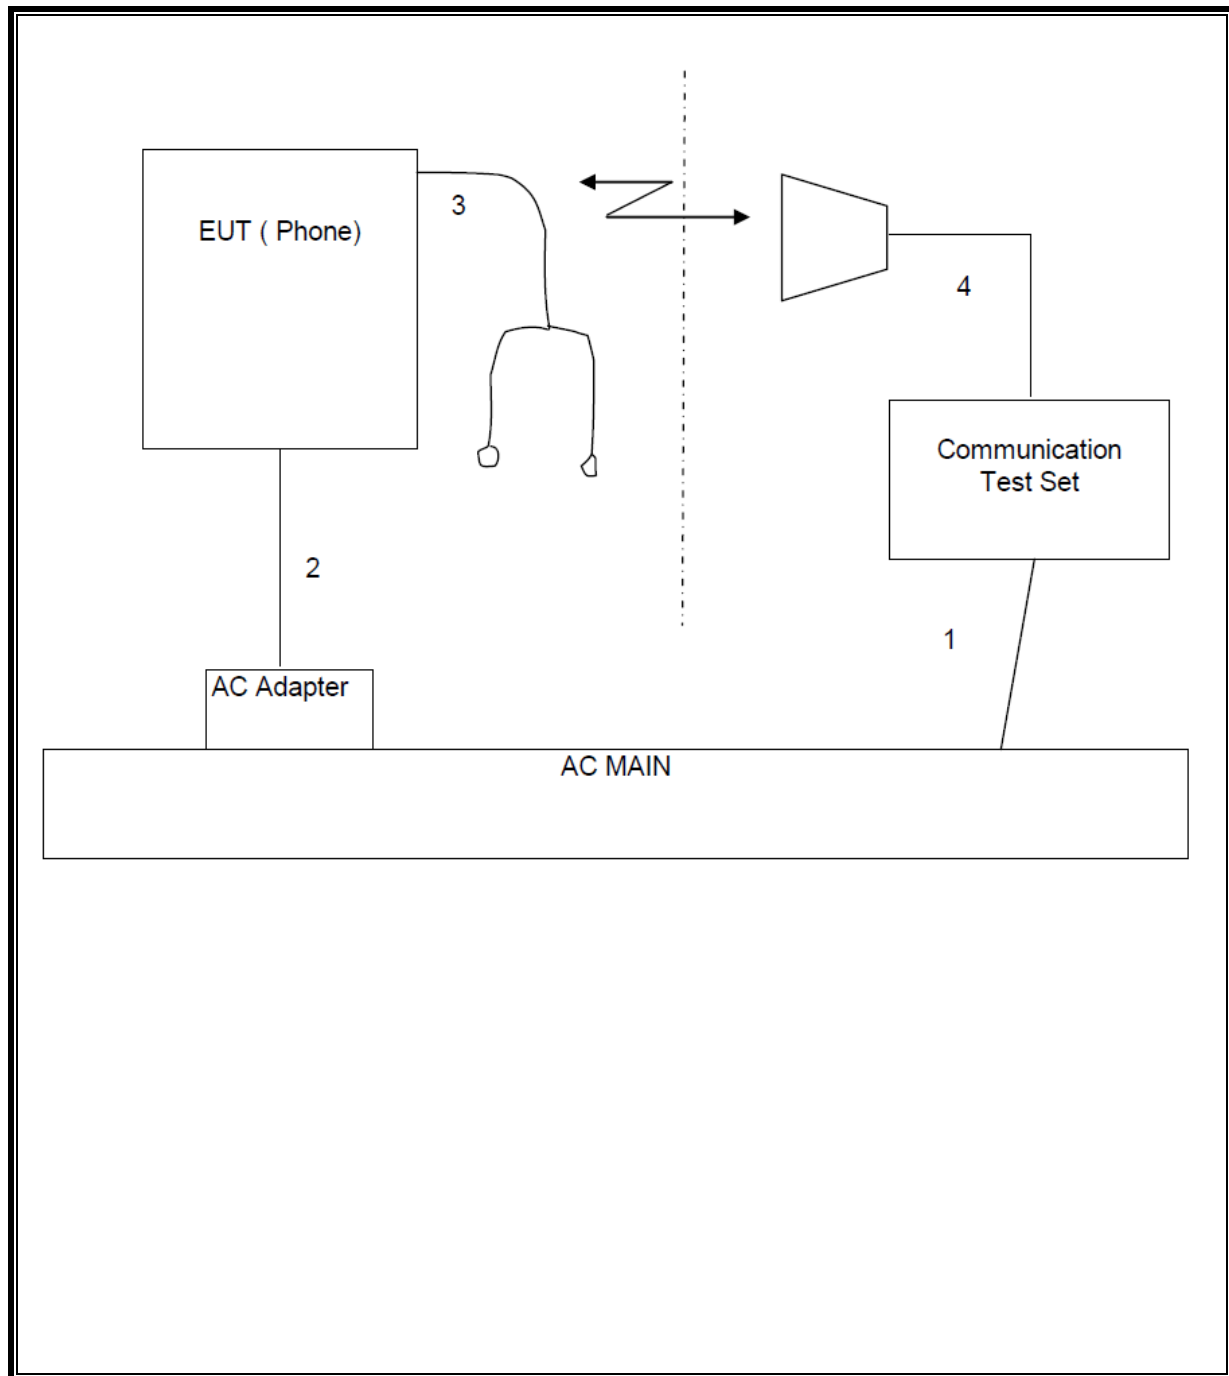 EUT ( Phone)
3
4
Communication
Test Set
2
1
AC Adapter
AC MAIN